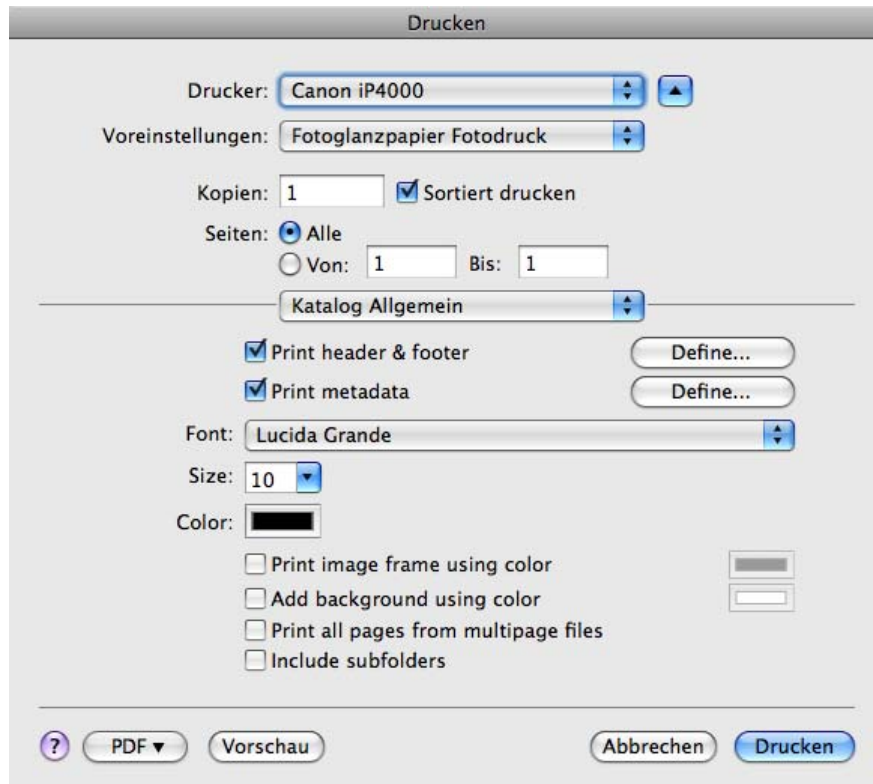 Drucken
Drucker: Canon iP4000
Voreinstellungen: Fotoglanzpapier Fotodruck
Kopien: 1 Sortiert drucken
Seiten: Alle
Von: 1 Bis: 1
Katalog Allgemein
Print header & footer Define...
Print metadata Define...
Font: Lucida Grande
Size: 10
Color:
Print image frame using color
Add background using color
Print all pages from multipage files
Include subfolders
? PDF Vorschau Abbrechen Drucken